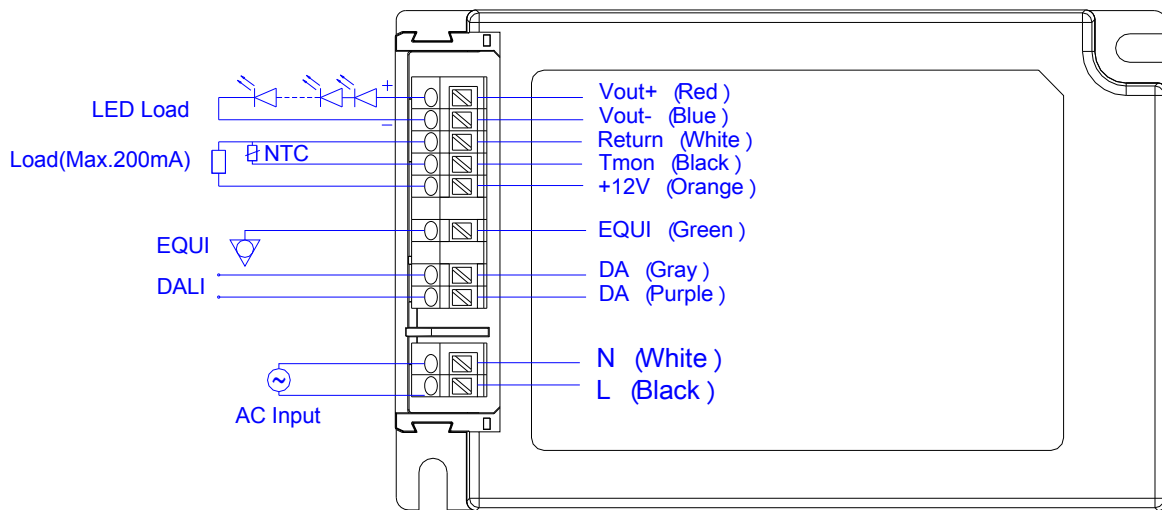 LED Load
+
−
Load(Max.200mA)
NTC
EQUI
DALI
~
AC Input
Vout+ (Red)
Vout- (Blue)
Return (White)
Tmon (Black)
+12V (Orange)
EQUI (Green)
DA (Gray)
DA (Purple)
N (White)
L (Black)